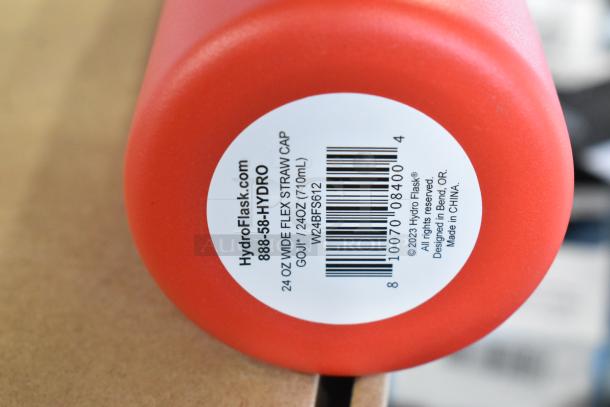 HydroFlask.com
888-58-HYDRO
24 OZ WIDE FLEX STRAW CAP
GOJI* / 24OZ (710mL)
W24BFS612
8 10070 08400 4
© 2023 Hydro Flask®
All rights reserved.
Designed in Bend, OR.
Made in CHINA.